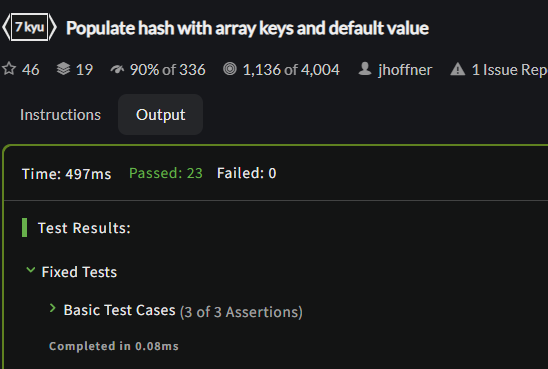 7 kyu Populate hash with array keys and default value
46 19 90% of 336 1,136 of 4,004 jhoffner 1 Issue Rep
Instructions Output
Time: 497ms Passed: 23 Failed: 0
Test Results:
Fixed Tests
Basic Test Cases (3 of 3 Assertions)
Completed in 0.08ms